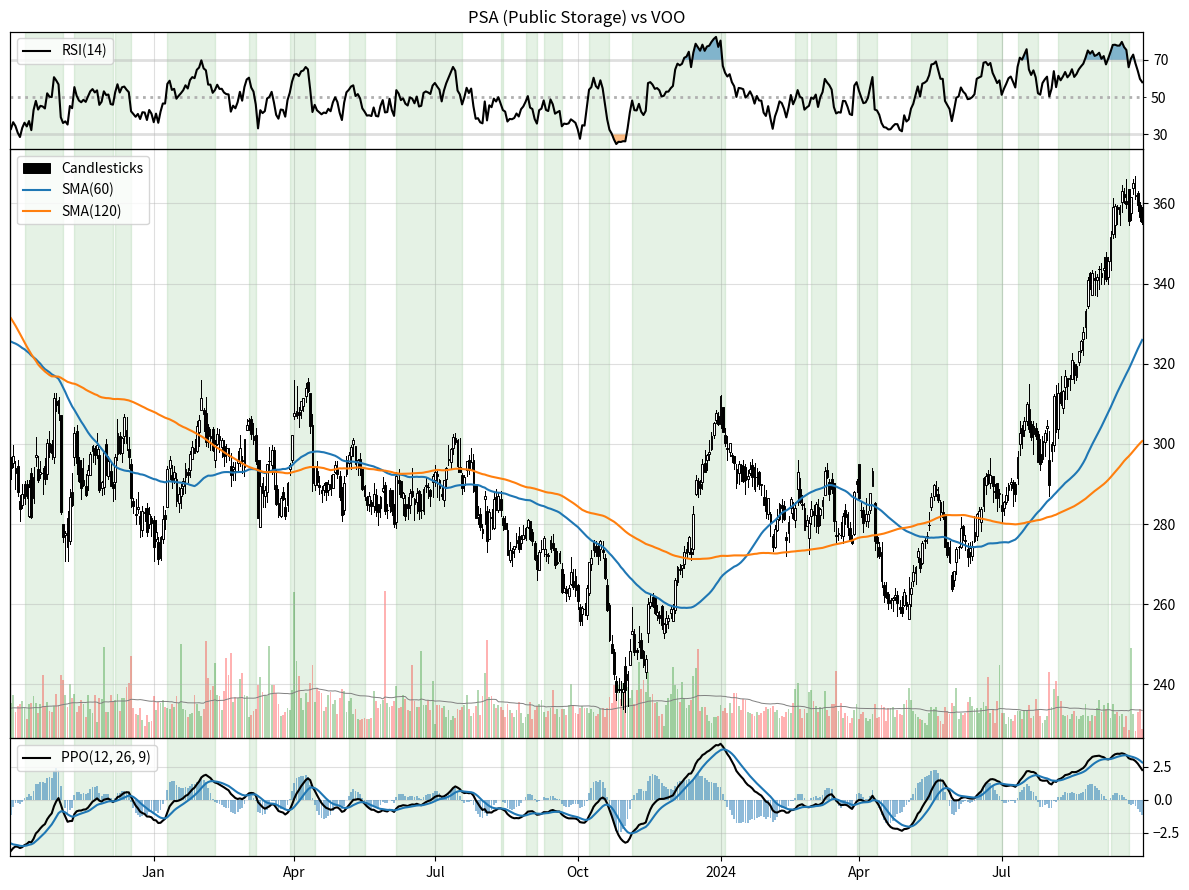 PSA (Public Storage) vs VOO
RSI(14)
70
50
30
Candlesticks
SMA(60)
SMA(120)
360
340
320
300
280
260
240
PPO(12, 26, 9)
2.5
0.0
−2.5
Jan Apr Jul Oct 2024 Apr Jul